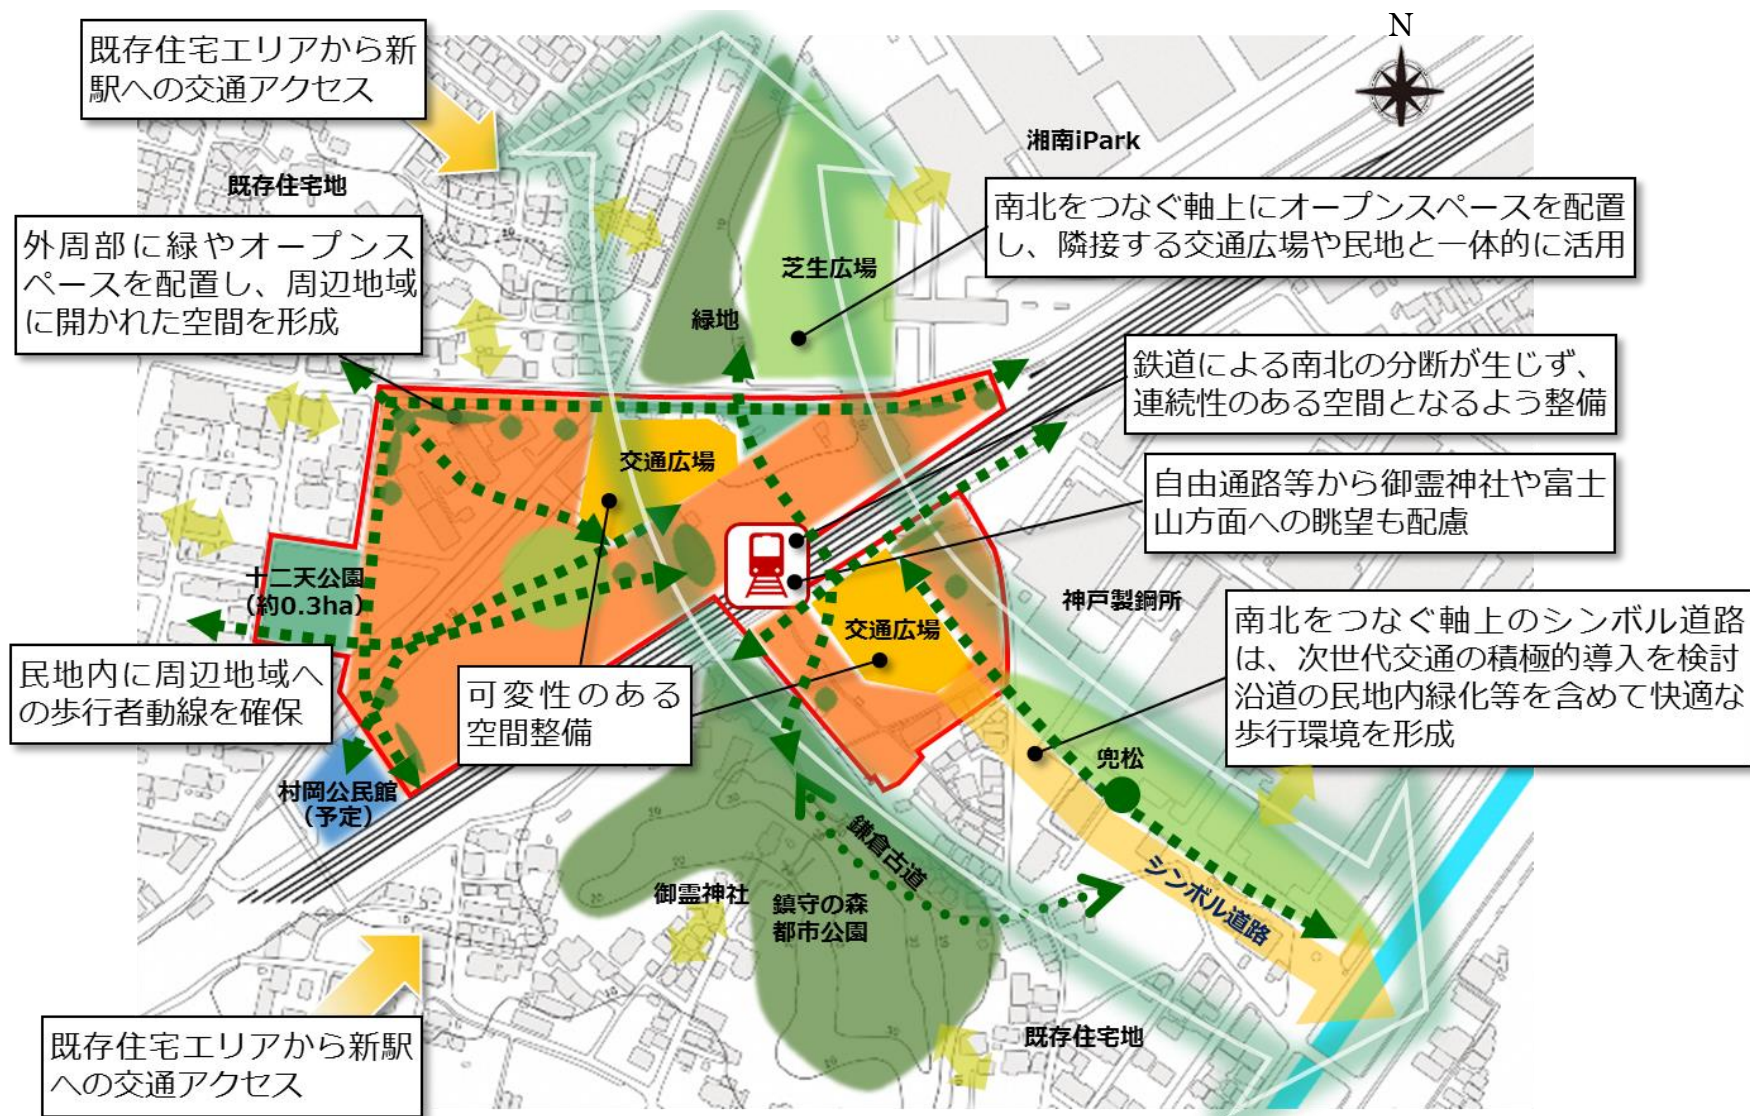 N
既存住宅エリアから新
駅への交通アクセス
湘南iPark
既存住宅地
南北をつなぐ軸上にオープンスペースを配置
し、隣接する交通広場や民地と一体的に活用
外周部に緑やオープンス
ペースを配置し、周辺地域
に開かれた空間を形成
芝生広場
緑地
鉄道による南北の分断が生じず、
連続性のある空間となるよう整備
交通広場
自由通路等から御霊神社や富士
山方面への眺望も配慮
十二天公園
(約0.3ha)
神戸製鋼所
交通広場
南北をつなぐ軸上のシンボル道路
は、次世代交通の積極的導入を検討
沿道の民地内緑化等を含めて快適な
歩行環境を形成
民地内に周辺地域へ
の歩行者動線を確保
可変性のある
空間整備
兜松
村岡公民館
(予定)
鎌倉古道
シンボル道路
御霊神社
鎮守の森
都市公園
既存住宅地
既存住宅エリアから新駅
への交通アクセス